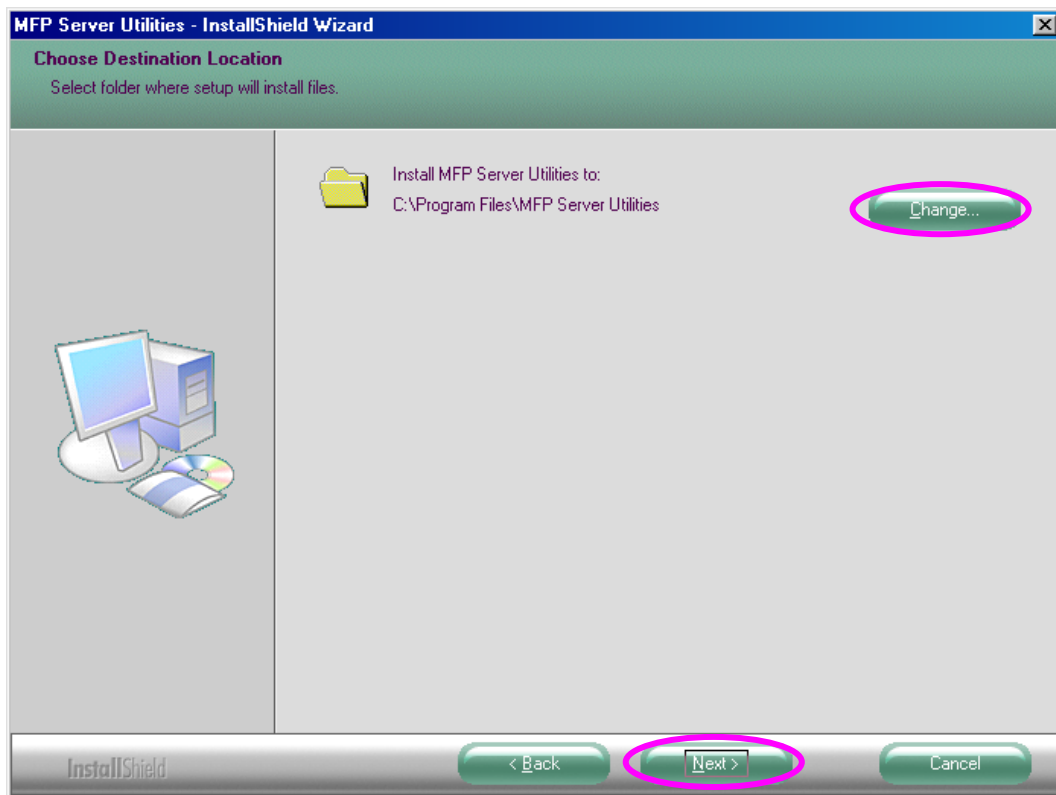 MFP Server Utilities - InstallShield Wizard
Choose Destination Location
Select folder where setup will install files.
Install MFP Server Utilities to:
C:\Program Files\MFP Server Utilities
Change...
InstallShield
< Back
Next >
Cancel